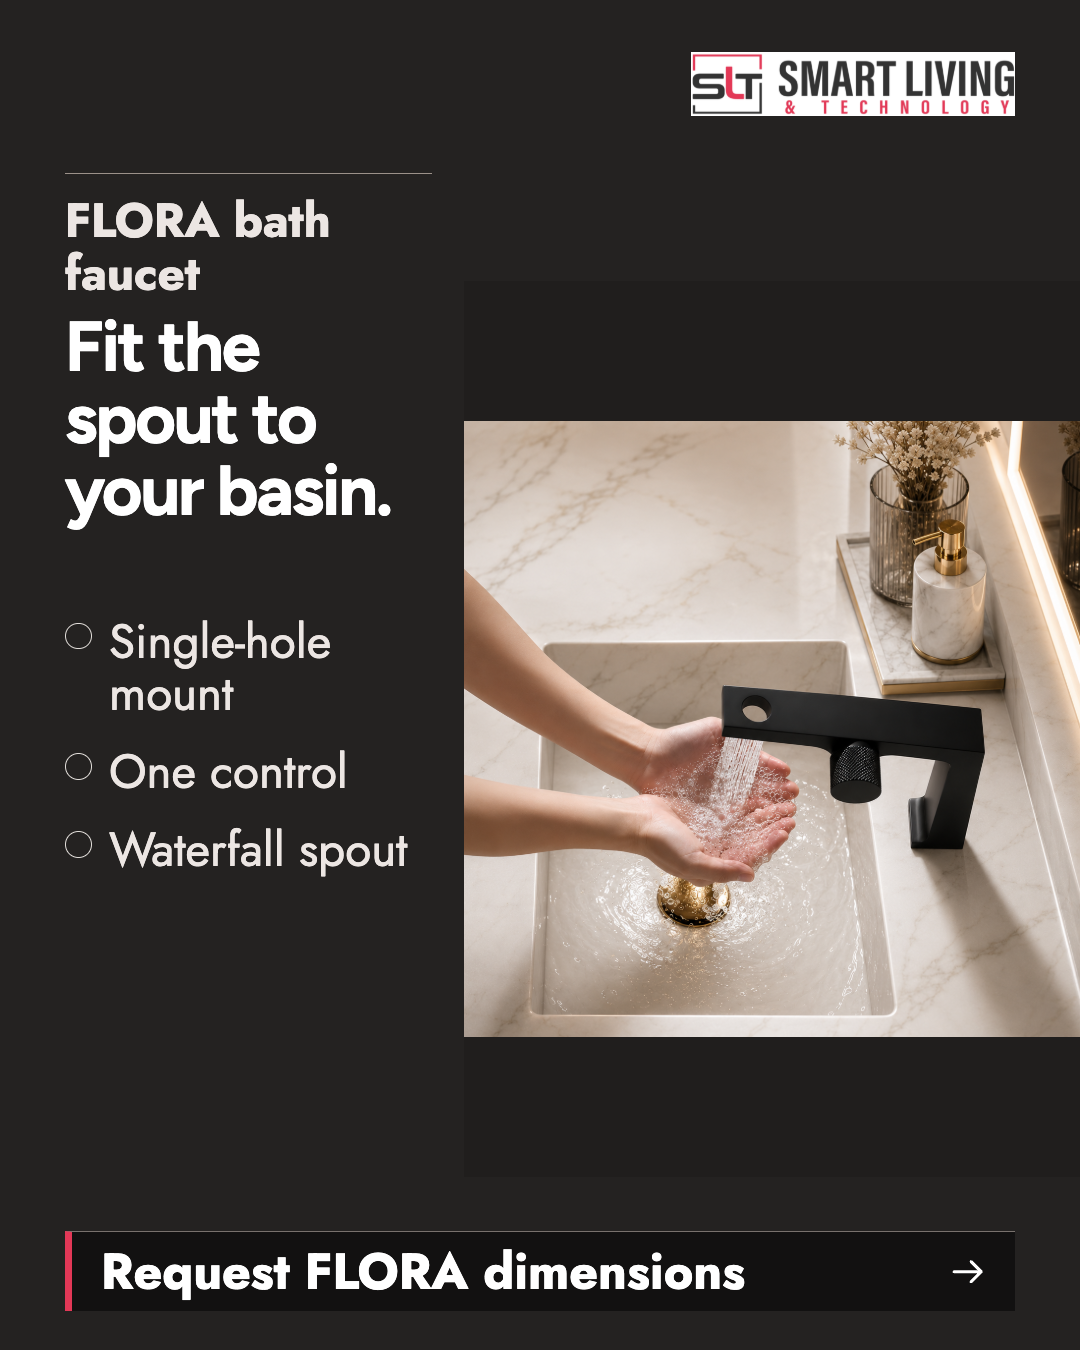 SLT SMART LIVING
& TECHNOLOGY
FLORA bath
faucet
Fit the
spout to
your basin.
Single-hole
mount
One control
Waterfall spout
Request FLORA dimensions